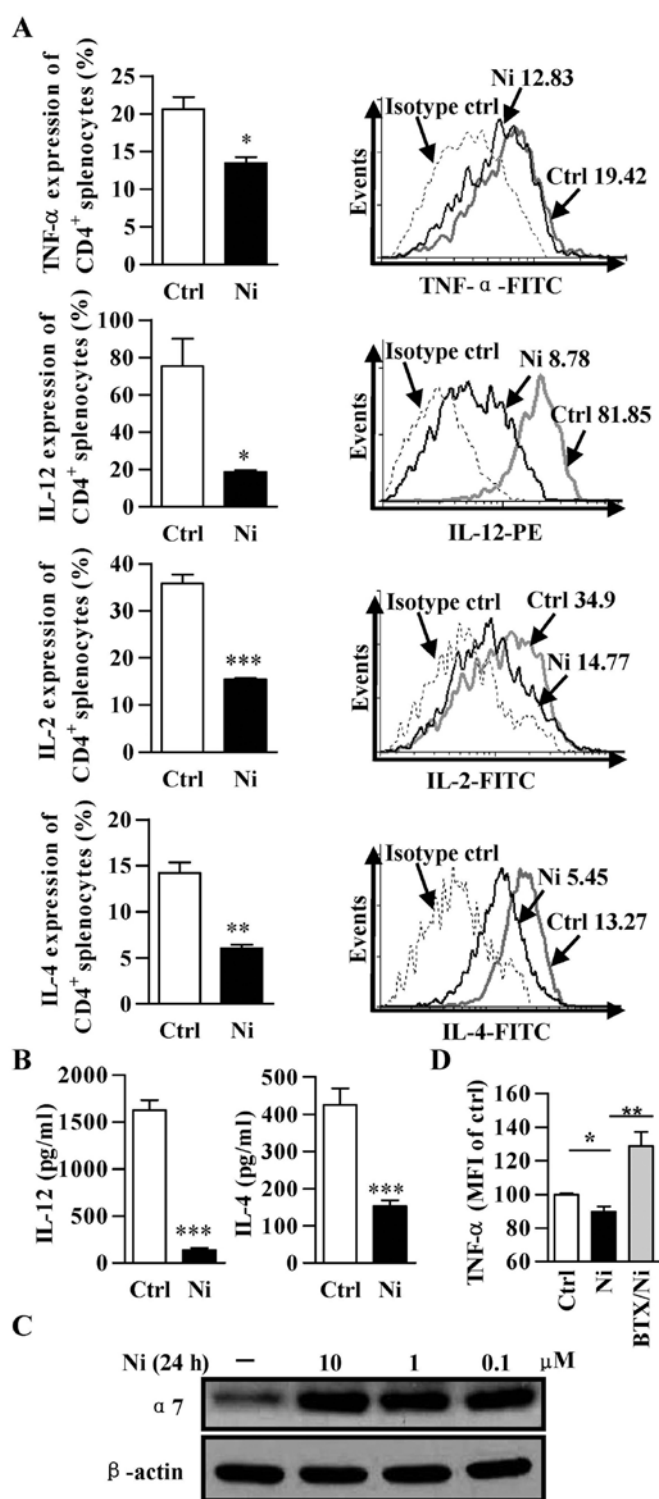 A
TNF-α expression of
CD4+ splenocytes (%)
25
20
15
10
5
0
*
Ctrl Ni
Isotype ctrl
Ni 12.83
Ctrl 19.42
Events
TNF-α-FITC
IL-12 expression of
CD4+ splenocytes (%)
100
80
60
40
20
0
*
Ctrl Ni
Isotype ctrl
Ni 8.78
Ctrl 81.85
Events
IL-12-PE
IL-2 expression of
CD4+ splenocytes (%)
45
30
15
0
***
Ctrl Ni
Isotype ctrl
Ctrl 34.9
Ni 14.77
Events
IL-2-FITC
IL-4 expression of
CD4+ splenocytes (%)
20
15
10
5
0
**
Ctrl Ni
Isotype ctrl
Ni 5.45
Ctrl 13.27
Events
IL-4-FITC
B
IL-12 (pg/ml)
2000
1500
1000
500
0
***
Ctrl Ni
IL-4 (pg/ml)
500
400
300
200
100
0
***
Ctrl Ni
D
TNF-α (MFI of ctrl)
160
140
120
100
80
60
*
**
Ctrl
Ni
BTX/Ni
C
Ni (24 h) — 10 1 0.1 μM
α7
β-actin